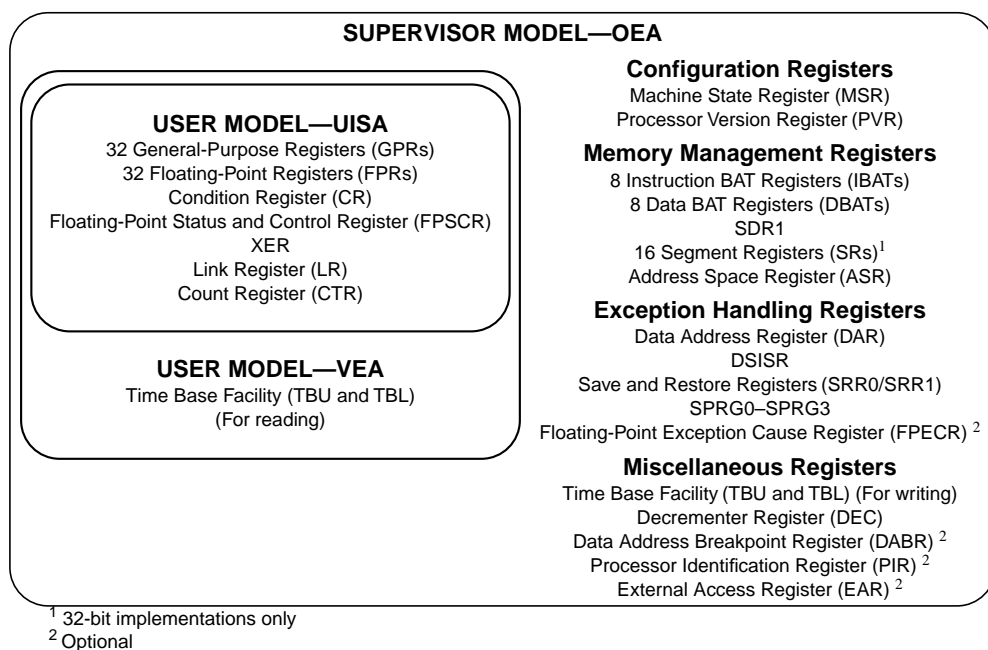 SUPERVISOR MODEL—OEA
USER MODEL—UISA
32 General-Purpose Registers (GPRs)
32 Floating-Point Registers (FPRs)
Condition Register (CR)
Floating-Point Status and Control Register (FPSCR)
XER
Link Register (LR)
Count Register (CTR)
USER MODEL—VEA
Time Base Facility (TBU and TBL)
(For reading)
Configuration Registers
Machine State Register (MSR)
Processor Version Register (PVR)
Memory Management Registers
8 Instruction BAT Registers (IBATs)
8 Data BAT Registers (DBATs)
SDR1
16 Segment Registers (SRs)1
Address Space Register (ASR)
Exception Handling Registers
Data Address Register (DAR)
DSISR
Save and Restore Registers (SRR0/SRR1)
SPRG0–SPRG3
Floating-Point Exception Cause Register (FPECR) 2
Miscellaneous Registers
Time Base Facility (TBU and TBL) (For writing)
Decrementer Register (DEC)
Data Address Breakpoint Register (DABR) 2
Processor Identification Register (PIR) 2
External Access Register (EAR) 2
1 32-bit implementations only
2 Optional